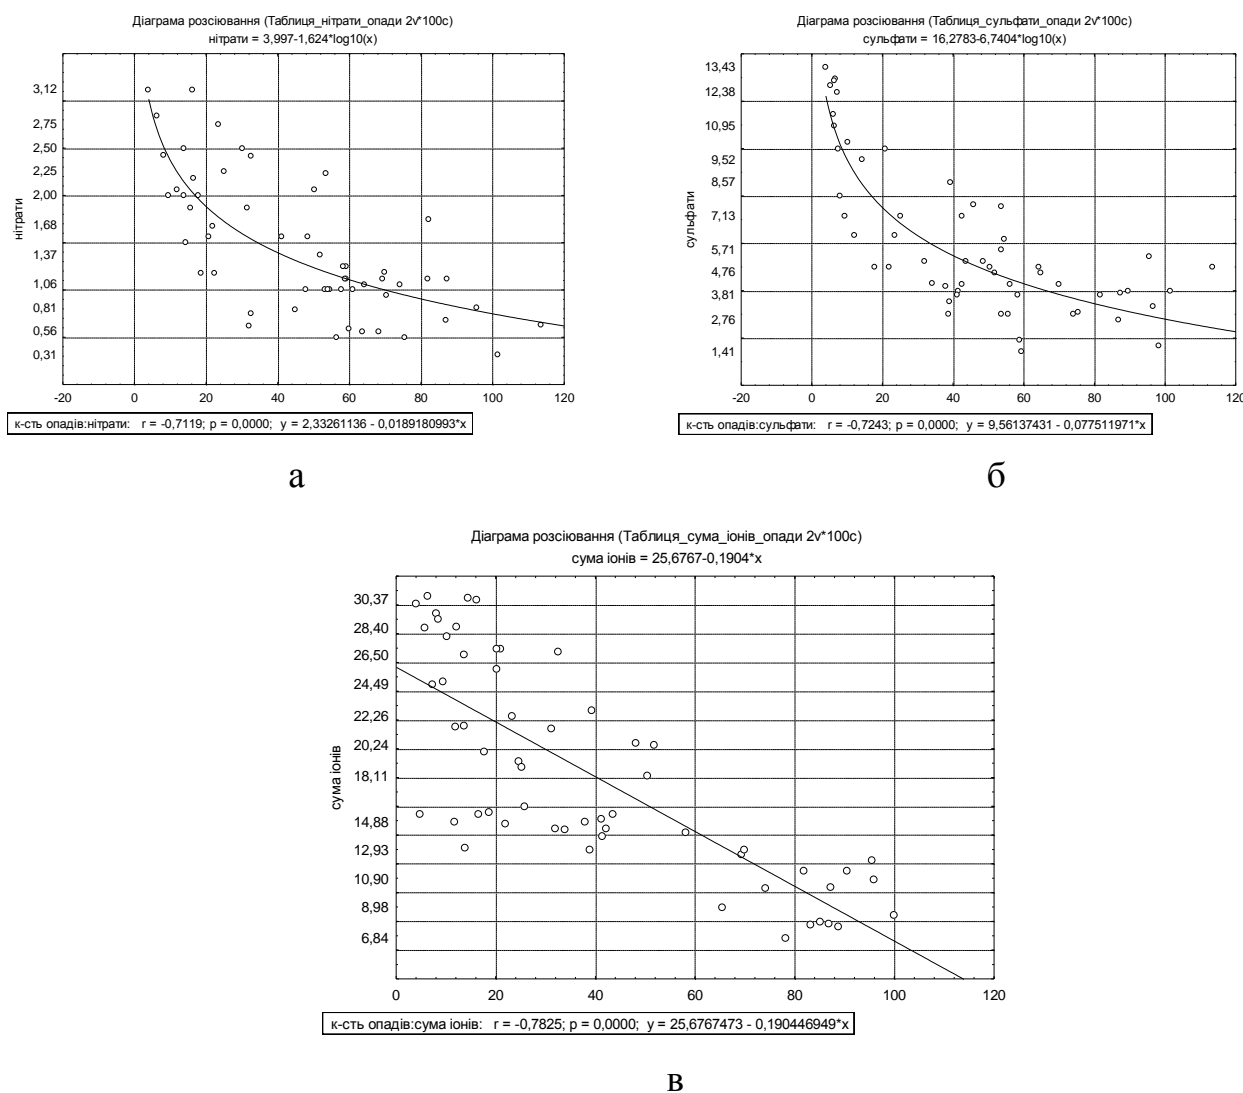 Діаграма розсіювання (Таблиця_нітрати_опади 2v*100c)
нітрати = 3,997-1,624*log10(x)
3,12
2,75
2,50
2,25
2,00
1,68
1,37
1,06
0,81
0,56
0,31
нітрати
-20 0 20 40 60 80 100 120
к-сть опадів:нітрати: r = -0,7119; p = 0,0000; y = 2,33261136 - 0,0189180993*x
а
Діаграма розсіювання (Таблиця_сульфати_опади 2v*100c)
сульфати = 16,2783-6,7404*log10(x)
13,43
12,38
10,95
9,52
8,57
7,13
5,71
4,76
3,81
2,76
1,41
сульфати
-20 0 20 40 60 80 100 120
к-сть опадів:сульфати: r = -0,7243; p = 0,0000; y = 9,56137431 - 0,077511971*x
б
Діаграма розсіювання (Таблиця_сума_іонів_опади 2v*100c)
сума іонів = 25,6767-0,1904*x
30,37
28,40
26,50
24,49
22,26
20,24
18,11
14,88
12,93
10,90
8,98
6,84
сума іонів
0 20 40 60 80 100 120
к-сть опадів:сума іонів: r = -0,7825; p = 0,0000; y = 25,6767473 - 0,190446949*x
в